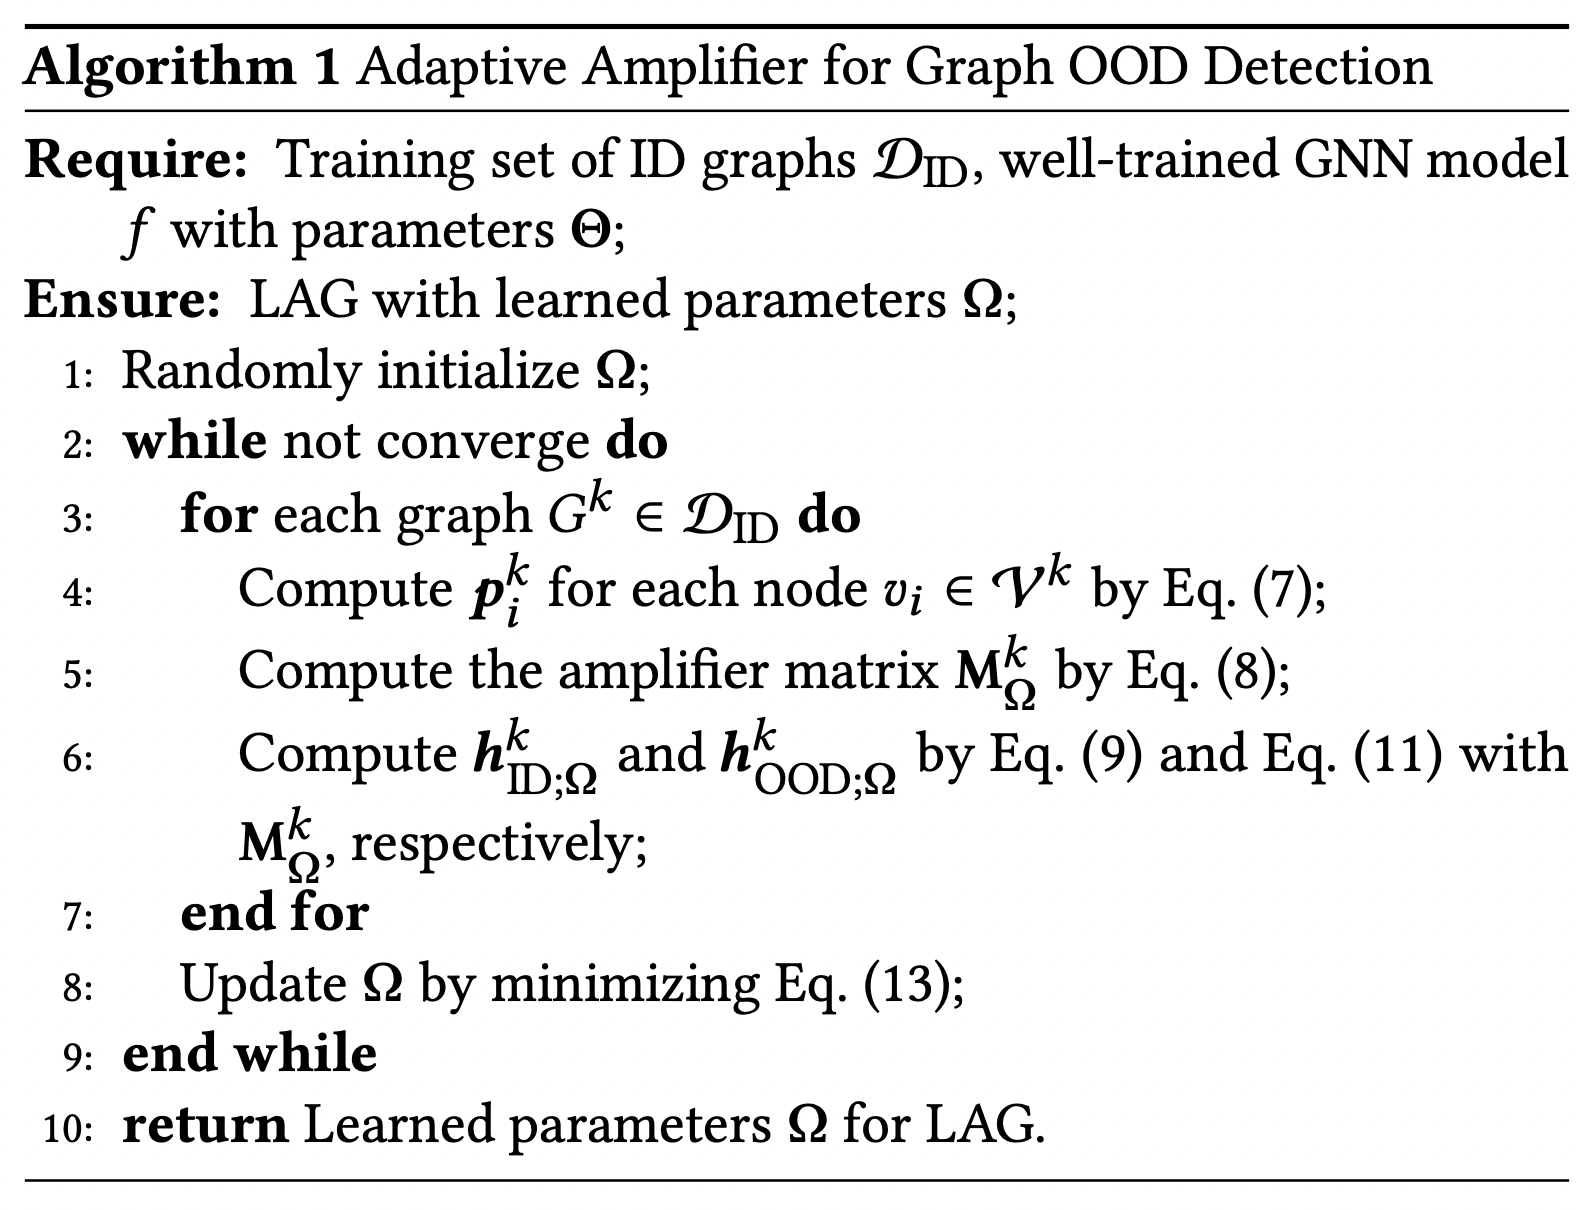 Algorithm 1 Adaptive Amplifier for Graph OOD Detection
Require: Training set of ID graphs 𝒟_ID, well-trained GNN model
f with parameters Θ;
Ensure: LAG with learned parameters Ω;
1: Randomly initialize Ω;
2: while not converge do
3: for each graph G^k ∈ 𝒟_ID do
4: Compute p_i^k for each node v_i ∈ 𝒱^k by Eq. (7);
5: Compute the amplifier matrix M_Ω^k by Eq. (8);
6: Compute h_{ID;Ω}^k and h_{OOD;Ω}^k by Eq. (9) and Eq. (11) with
M_Ω^k, respectively;
7: end for
8: Update Ω by minimizing Eq. (13);
9: end while
10: return Learned parameters Ω for LAG.